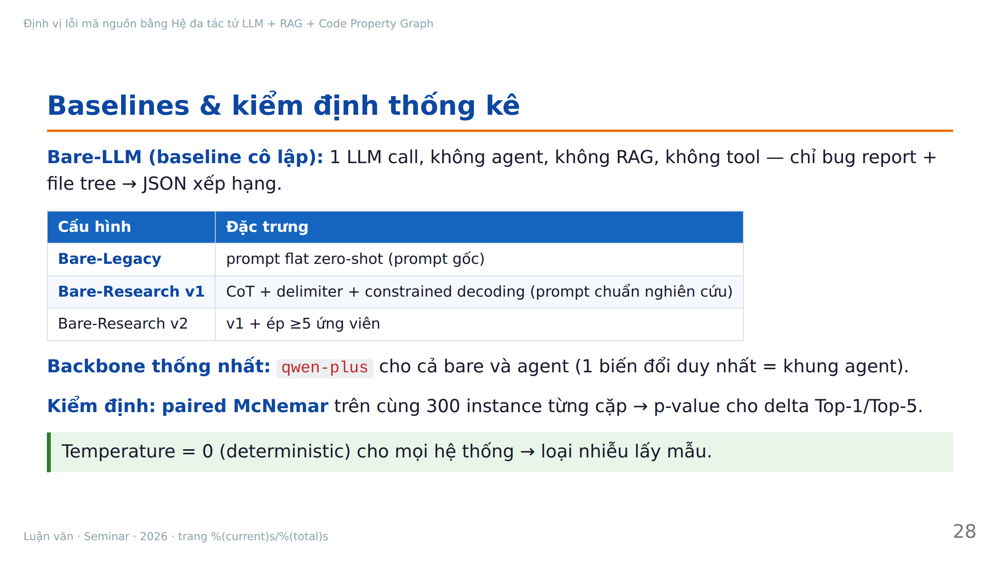 Định vị lỗi mã nguồn bằng Hệ đa tác tử LLM + RAG + Code Property Graph
Baselines & kiểm định thống kê
Bare-LLM (baseline cô lập): 1 LLM call, không agent, không RAG, không tool — chỉ bug report +
file tree → JSON xếp hạng.
Cấu hình Đặc trưng
Bare-Legacy prompt flat zero-shot (prompt gốc)
Bare-Research v1 CoT + delimiter + constrained decoding (prompt chuẩn nghiên cứu)
Bare-Research v2 v1 + ép ≥5 ứng viên
Backbone thống nhất: qwen-plus cho cả bare và agent (1 biến đổi duy nhất = khung agent).
Kiểm định: paired McNemar trên cùng 300 instance từng cặp → p-value cho delta Top-1/Top-5.
Temperature = 0 (deterministic) cho mọi hệ thống → loại nhiễu lấy mẫu.
Luận văn · Seminar · 2026 · trang %(current)s/%(total)s
28